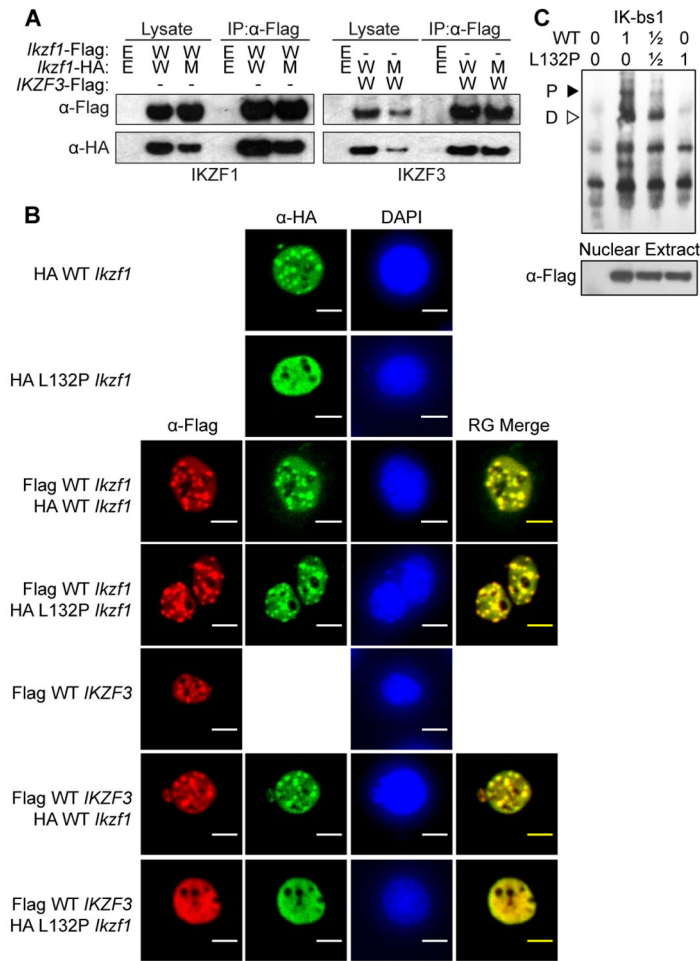 A
Lysate IP:α-Flag Lysate IP:α-Flag
Ikzf1-Flag: E W W E W W E - - E - -
Ikzf1-HA: E W M E W M E W M E W M
IKZF3-Flag: - - - - W W W W
α-Flag
α-HA
IKZF1 IKZF3
C
IK-bs1
WT 0 1 ½ 0
L132P 0 0 ½ 1
P
D
Nuclear Extract
α-Flag
B
α-HA DAPI
HA WT Ikzf1
HA L132P Ikzf1
α-Flag RG Merge
Flag WT Ikzf1
HA WT Ikzf1
Flag WT Ikzf1
HA L132P Ikzf1
Flag WT IKZF3
Flag WT IKZF3
HA WT Ikzf1
Flag WT IKZF3
HA L132P Ikzf1